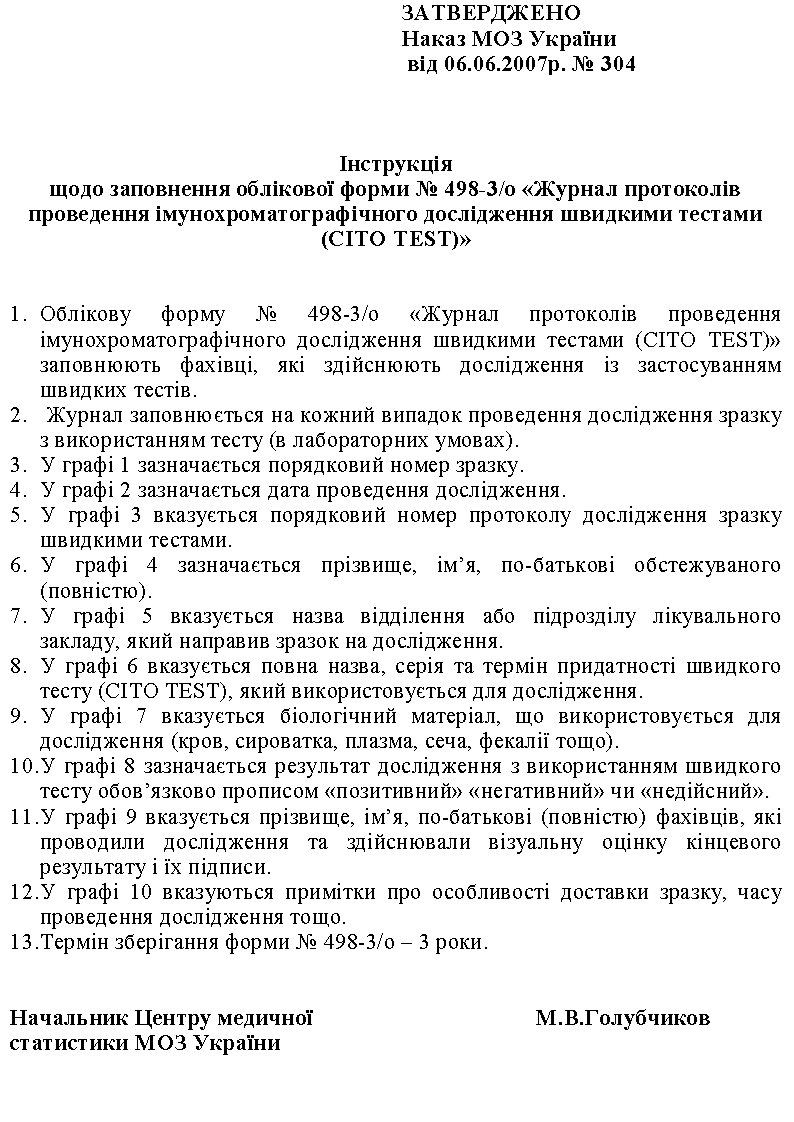 ЗАТВЕРДЖЕНО
Наказ МОЗ України
від 06.06.2007р. № 304
Інструкція
щодо заповнення облікової форми № 498-3/о «Журнал протоколів
проведення імунохроматографічного дослідження швидкими тестами
(CITO TEST)»
1. Облікову форму № 498-3/о «Журнал протоколів проведення
імунохроматографічного дослідження швидкими тестами (CITO TEST)»
заповнюють фахівці, які здійснюють дослідження із застосуванням
швидких тестів.
2. Журнал заповнюється на кожний випадок проведення дослідження зразку
з використанням тесту (в лабораторних умовах).
3. У графі 1 зазначається порядковий номер зразку.
4. У графі 2 зазначається дата проведення дослідження.
5. У графі 3 вказується порядковий номер протоколу дослідження зразку
швидкими тестами.
6. У графі 4 зазначається прізвище, ім’я, по-батькові обстежуваного
(повністю).
7. У графі 5 вказується назва відділення або підрозділу лікувального
закладу, який направив зразок на дослідження.
8. У графі 6 вказується повна назва, серія та термін придатності швидкого
тесту (CITO TEST), який використовується для дослідження.
9. У графі 7 вказується біологічний матеріал, що використовується для
дослідження (кров, сироватка, плазма, сеча, фекалії тощо).
10.У графі 8 зазначається результат дослідження з використанням швидкого
тесту обов’язково прописом «позитивний» «негативний» чи «недійсний».
11.У графі 9 вказується прізвище, ім’я, по-батькові (повністю) фахівців, які
проводили дослідження та здійснювали візуальну оцінку кінцевого
результату і їх підписи.
12.У графі 10 вказуються примітки про особливості доставки зразку, часу
проведення дослідження тощо.
13.Термін зберігання форми № 498-3/о – 3 роки.
Начальник Центру медичної М.В.Голубчиков
статистики МОЗ України